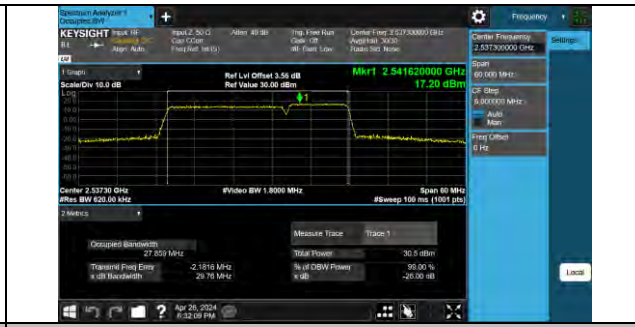 Spectrum Analyzer 1
Occupied BW
Frequency
KEYSIGHT Input: RF
Input Z: 50 Ω
Atten: 40 dB
Trig: Free Run
Center Freq: 2.537300000 GHz
Gate: Off
Align: Auto
Radio Std: None
Center Frequency
2.537300000 GHz
Settings
Span
60.000 MHz
CF Step
6.000000 MHz
Auto
Man
Freq Offset
0 Hz
1 Graph
Scale/Div 10.0 dB
Ref Lvl Offset 3.56 dB
Ref Value 30.00 dBm
Mkr1 2.541620000 GHz
17.20 dBm
Log
Center 2.53730 GHz
#Res BW 620.00 kHz
#Video BW 1.8000 MHz
Span 60 MHz
#Sweep 100 ms (1001 pts)
2 Metrics
Measure Trace
Trace 1
Occupied Bandwidth
27.859 MHz
Total Power
30.5 dBm
Transmit Freq Error
-2.1816 MHz
% of OBW Power
99.00 %
x dB Bandwidth
29.76 MHz
x dB
-26.00 dB
Local
Apr 26, 2024
6:32:09 PM